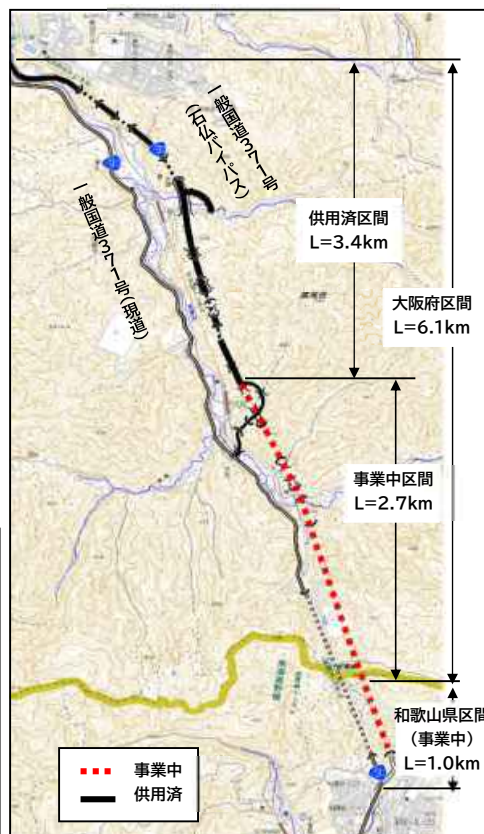 一般国道371号
(石仏バイパス)
一般国道371号(現道)
供用済区間
L=3.4km
大阪府区間
L=6.1km
事業中区間
L=2.7km
和歌山県区間
(事業中)
L=1.0km
事業中
供用済